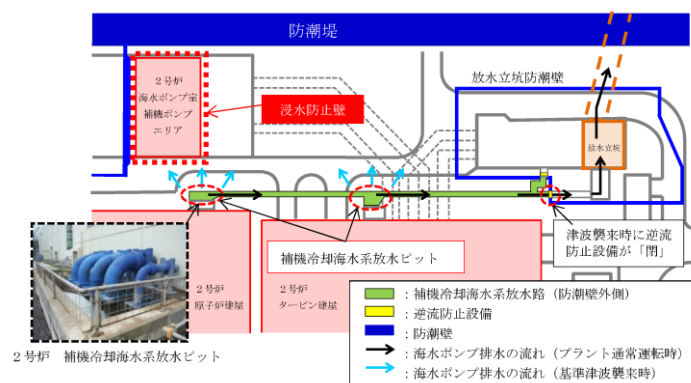 防潮堤
2号炉
海水ポンプ室
補機ポンプ
エリア
浸水防止壁
放水立坑防潮壁
放水立坑
補機冷却海水系放水ピット
津波襲来時に逆流
防止設備が「閉」
2号炉
原子炉建屋
2号炉
タービン建屋
2号炉 補機冷却海水系放水ピット
：補機冷却海水系放水路（防潮壁外側）
：逆流防止設備
：防潮壁
：海水ポンプ排水の流れ（プラント通常運転時）
：海水ポンプ排水の流れ（基準津波襲来時）